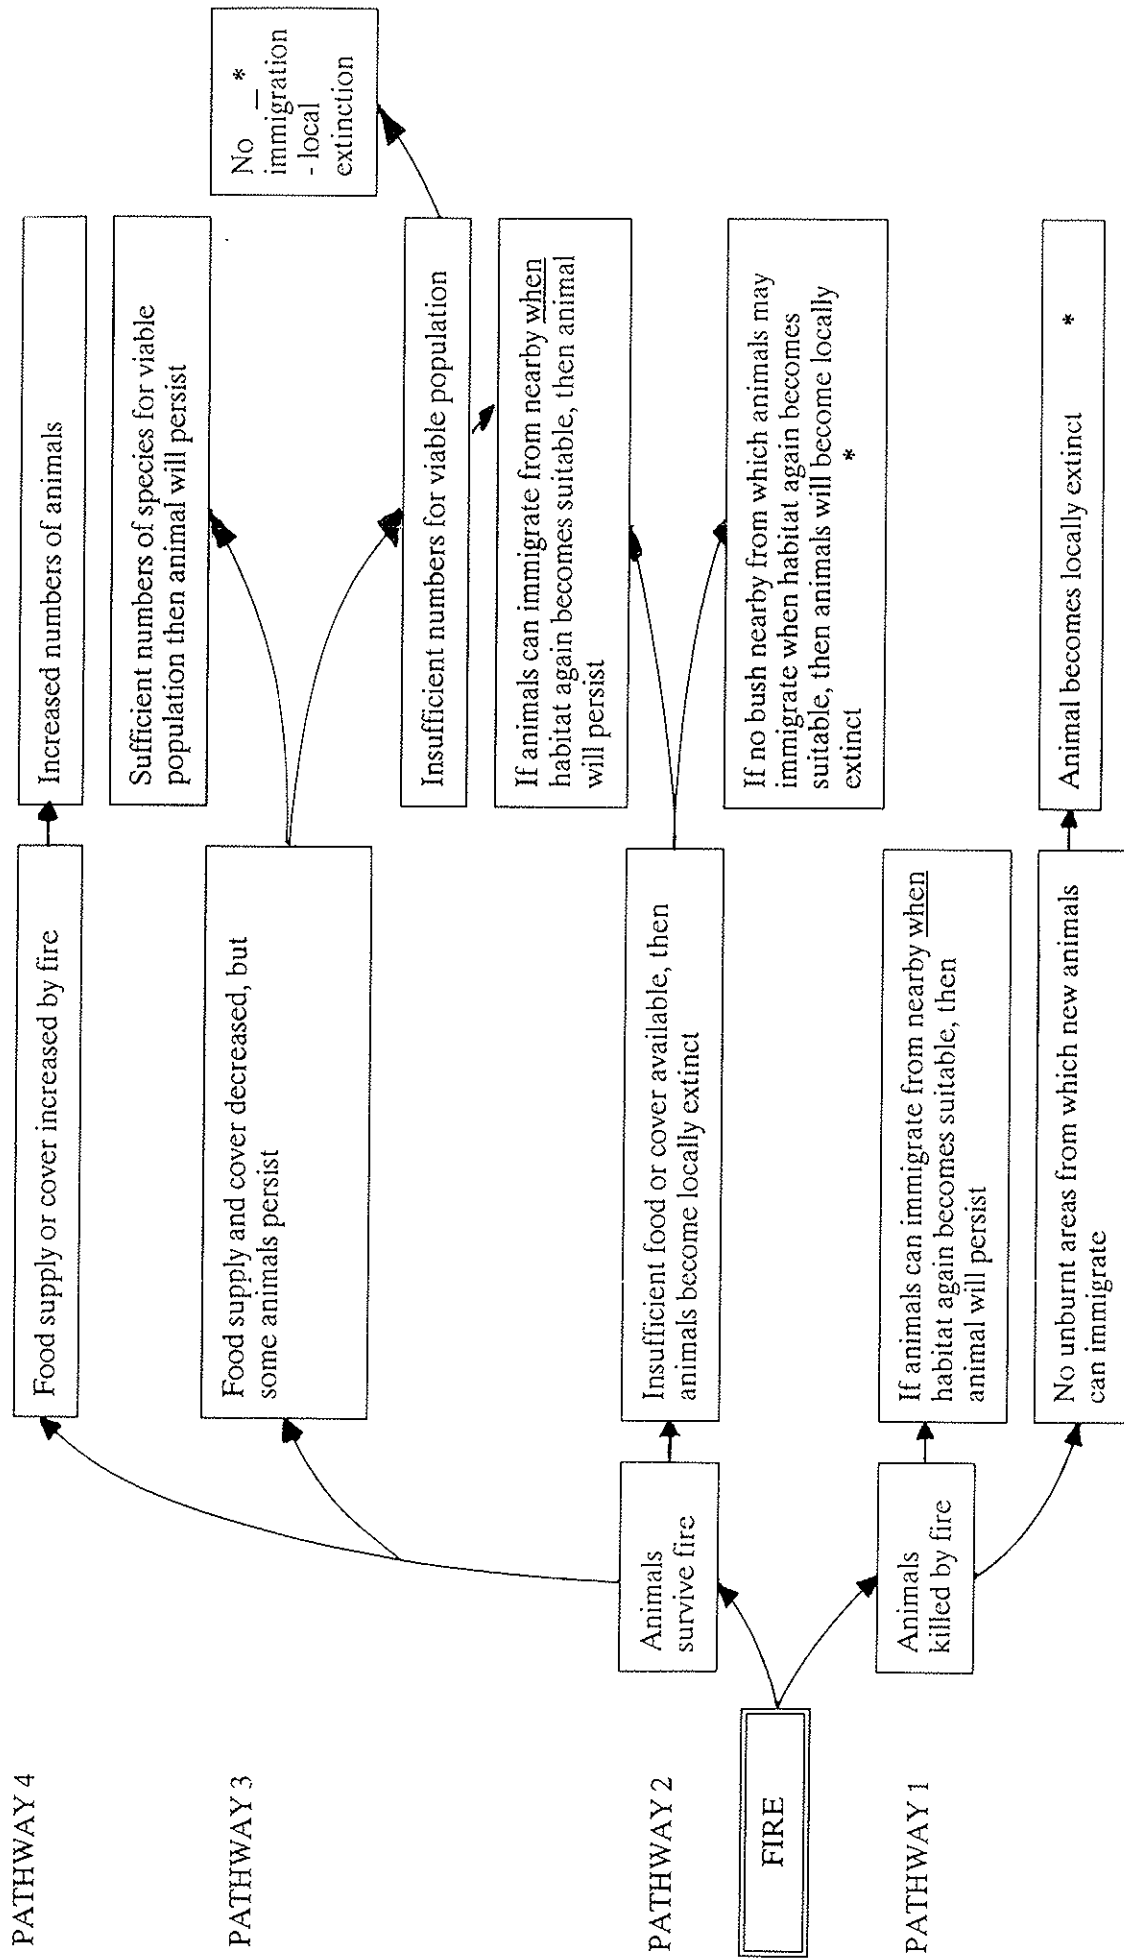 PATHWAY 4
Food supply or cover increased by fire
Increased numbers of animals
PATHWAY 3
Food supply and cover decreased, but
some animals persist
Sufficient numbers of species for viable
population then animal will persist
Insufficient numbers for viable population
No _ *
immigration
- local
extinction
PATHWAY 2
Animals
survive fire
Insufficient food or cover available, then
animals become locally extinct
If animals can immigrate from nearby when
habitat again becomes suitable, then animal
will persist
If no bush nearby from which animals may
immigrate when habitat again becomes
suitable, then animals will become locally
extinct *
FIRE
PATHWAY 1
Animals
killed by fire
If animals can immigrate from nearby when
habitat again becomes suitable, then
animal will persist
No unburnt areas from which new animals
can immigrate
Animal becomes locally extinct *